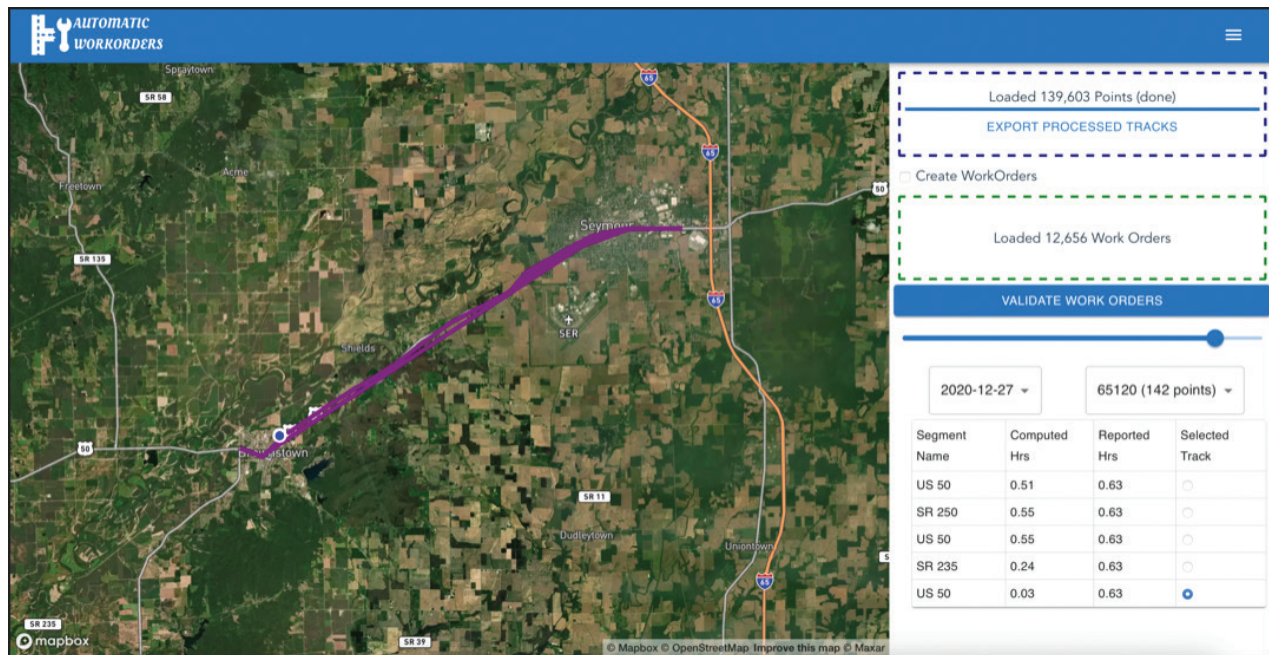 AUTOMATIC
WORKORDERS
Spraytown
SR 58
65
Acme
65
Freetown
50
Seymour
SR 135
65
SER
Shields
50
Brownstown
SR 11
Dudleytown
Uniontown
65
SR 235
SR 39
mapbox
© Mapbox © OpenStreetMap Improve this map © Maxar
Loaded 139,603 Points (done)
EXPORT PROCESSED TRACKS
Create WorkOrders
Loaded 12,656 Work Orders
VALIDATE WORK ORDERS
2020-12-27 65120 (142 points)
Segment Computed Reported Selected
Name Hrs Hrs Track
US 50 0.51 0.63
SR 250 0.55 0.63
US 50 0.55 0.63
SR 235 0.24 0.63
US 50 0.03 0.63